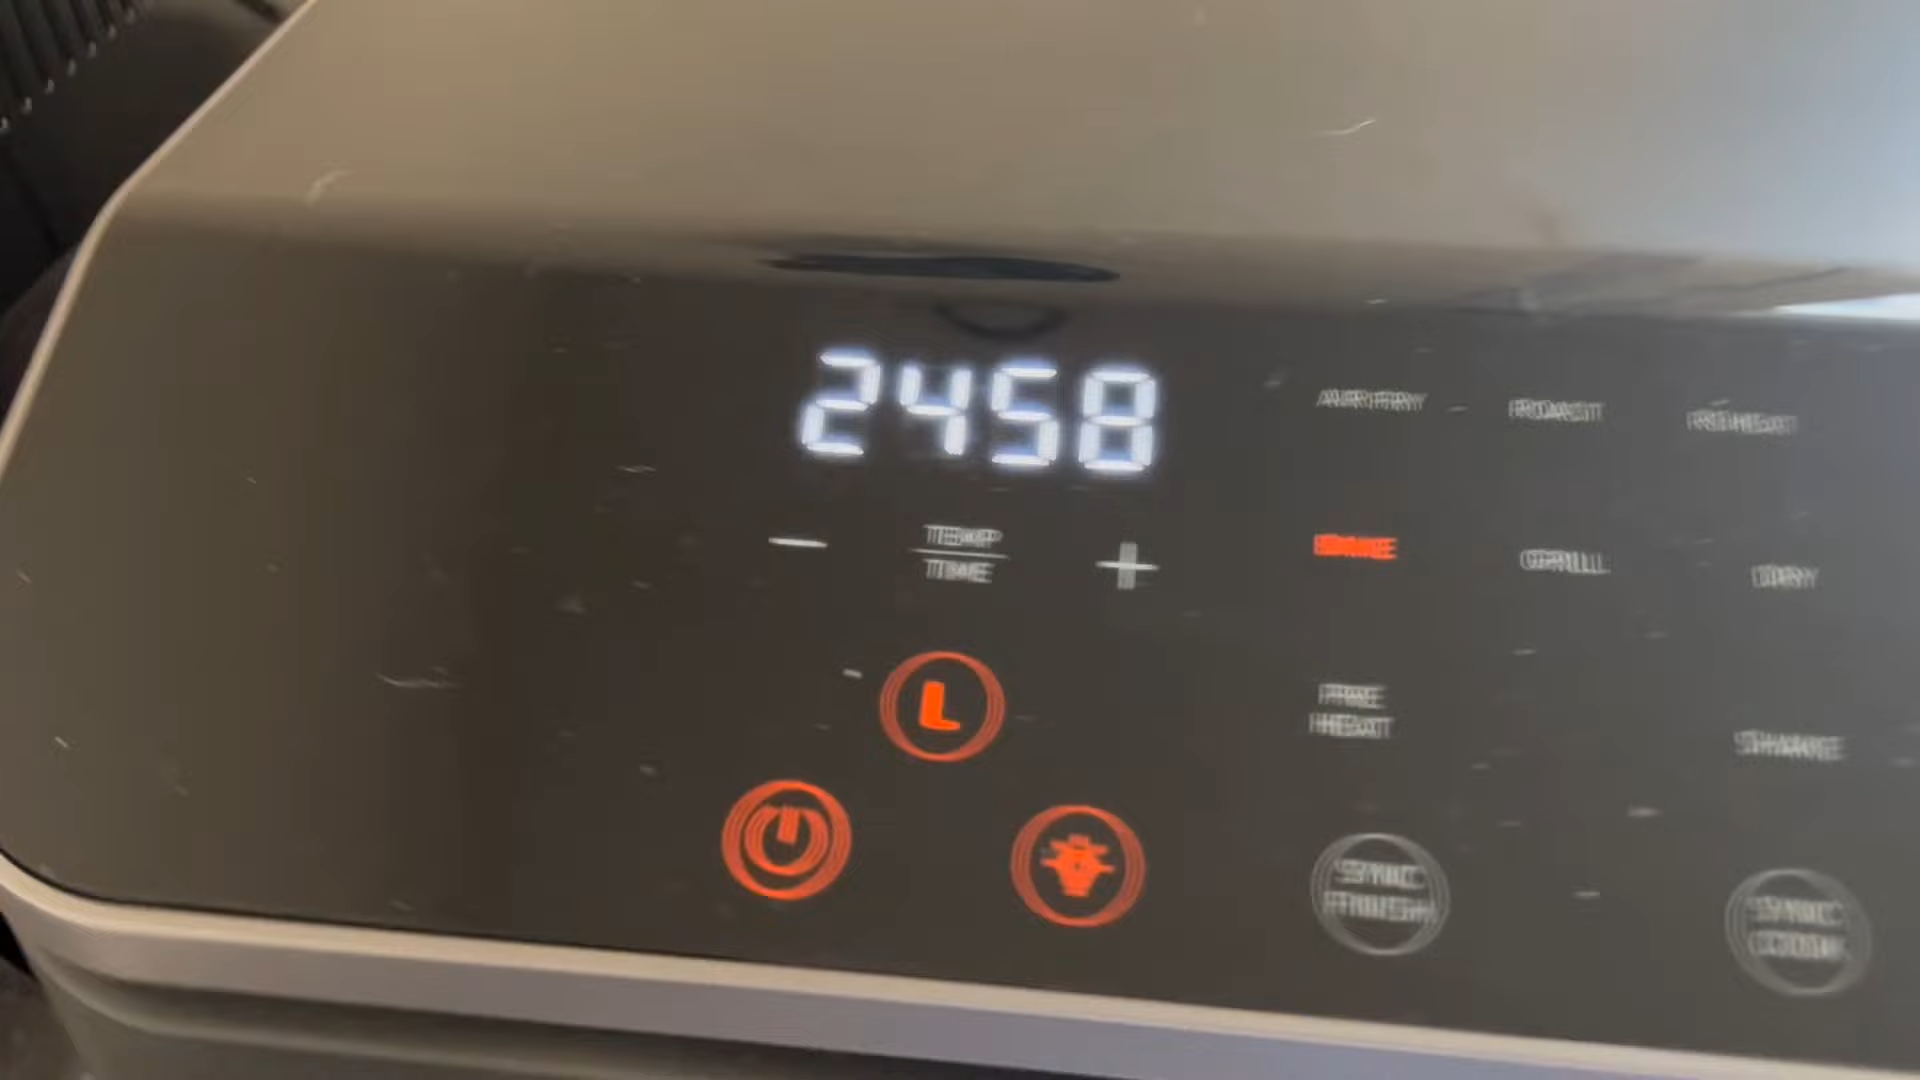 2458
AIR FRY
ROAST
REHEAT
TEMP
TIME
BAKE
GRILL
DRY
L
PRE
HEAT
SHAKE
SYNC
FINISH
SYNC
COOK